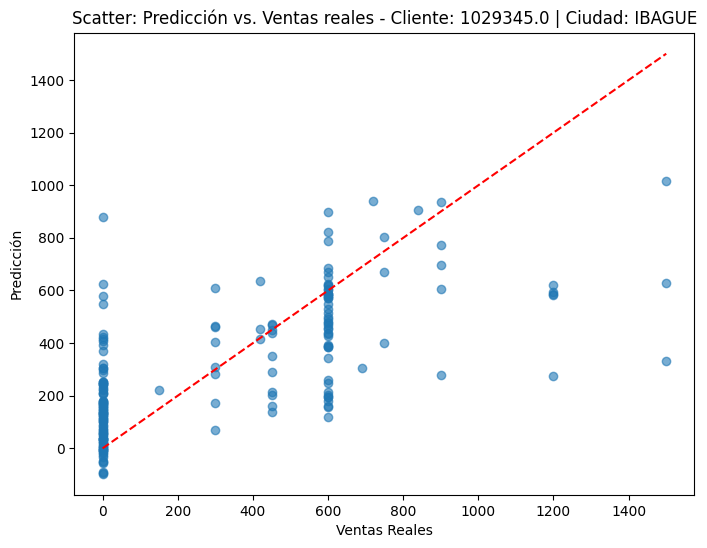 Scatter: Predicción vs. Ventas reales - Cliente: 1029345.0 | Ciudad: IBAGUE
1400
1200
1000
800
600
400
200
0
Predicción
0 200 400 600 800 1000 1200 1400
Ventas Reales